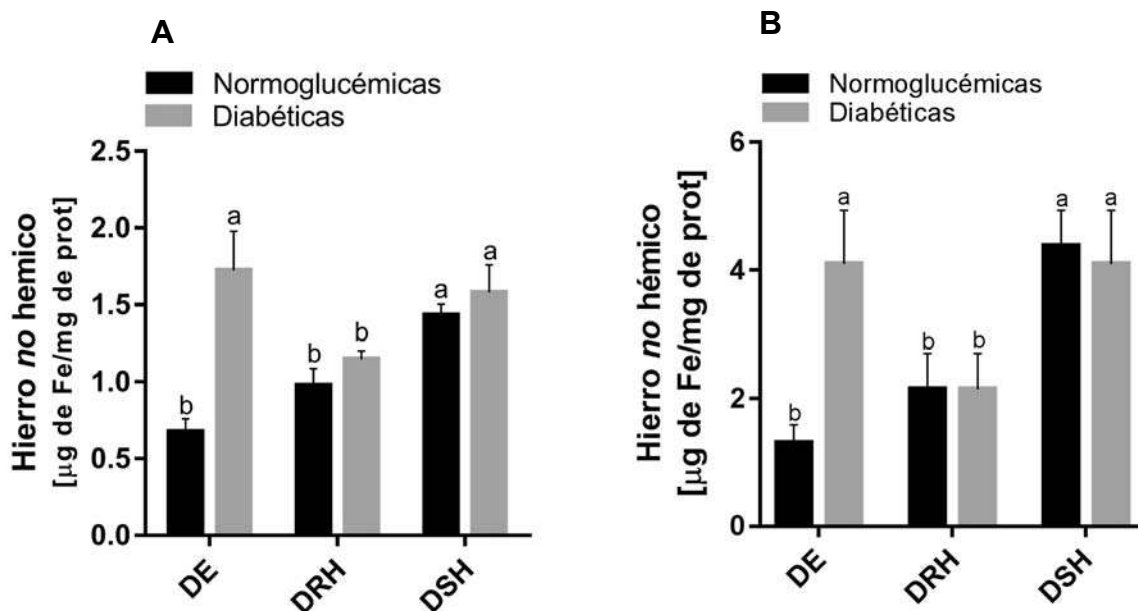 A
Normoglucémicas
Diabéticas
Hierro no hemico
[µg de Fe/mg de prot]
2.5
2.0
1.5
1.0
0.5
0.0
b
a
b
b
a
a
DE
DRH
DSH
B
Normoglucémicas
Diabéticas
Hierro no hémico
[µg de Fe/mg de prot]
6
4
2
0
b
a
b
b
a
a
DE
DRH
DSH